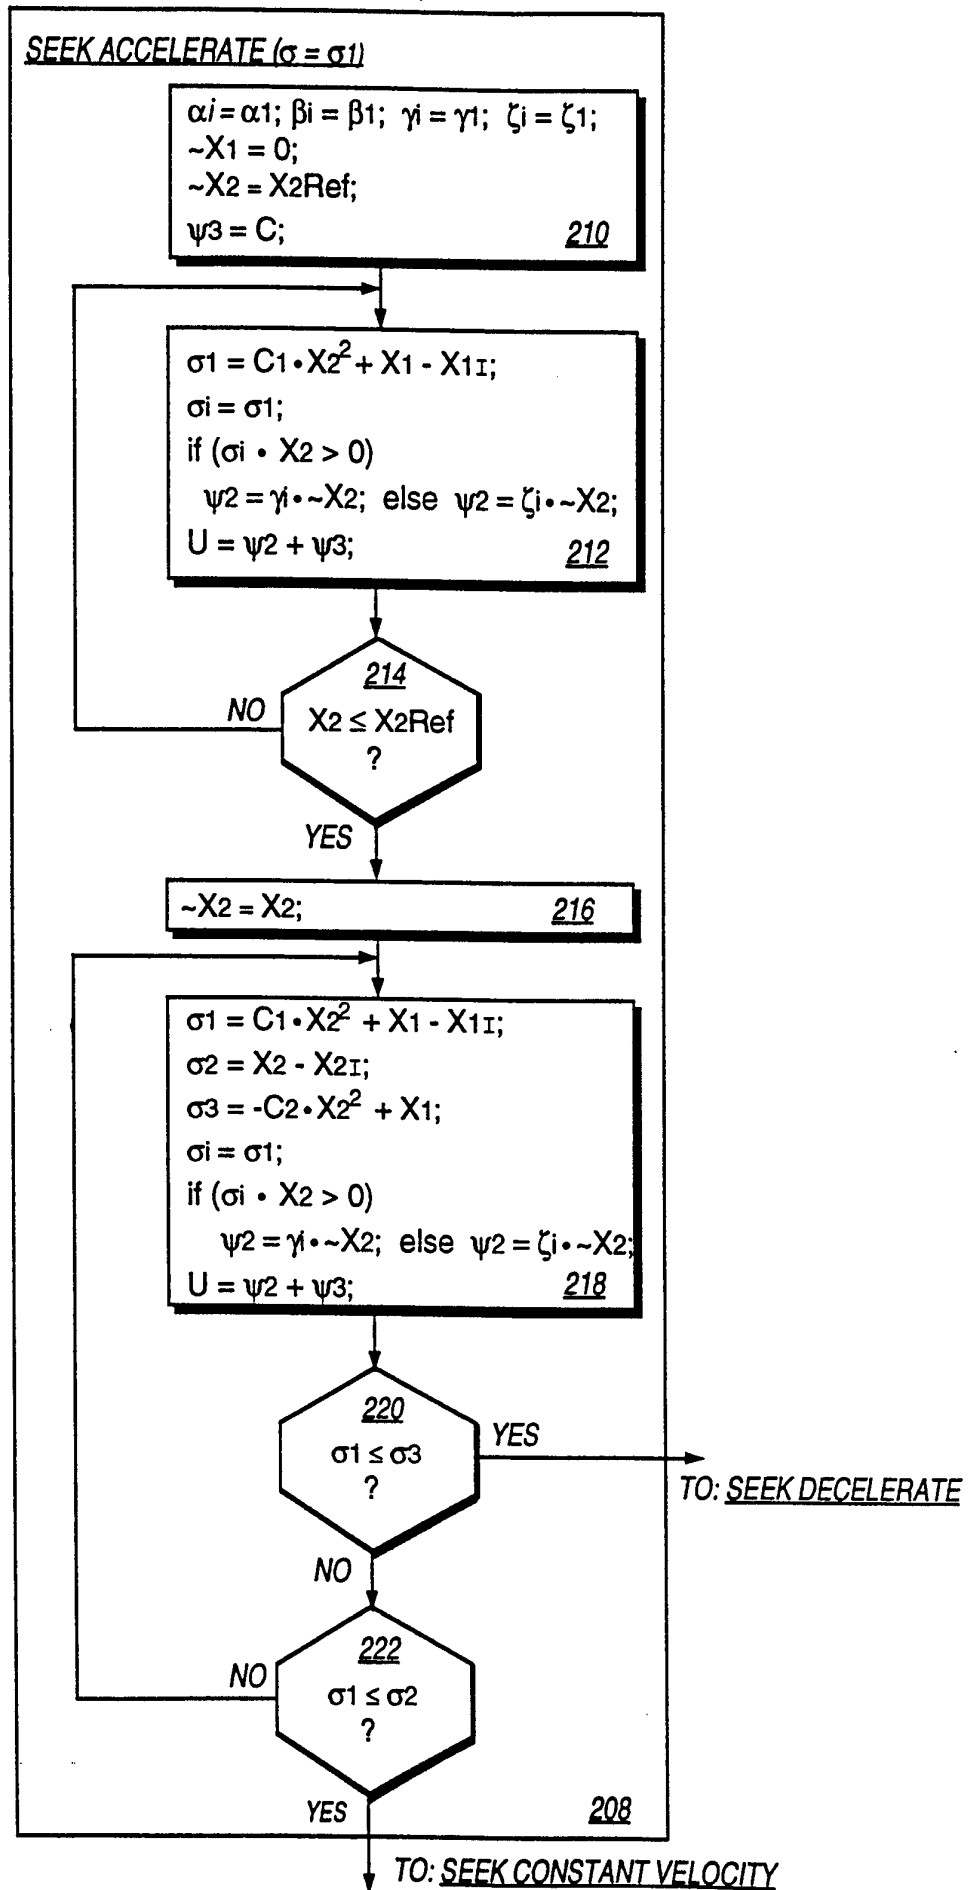 SEEK ACCELERATE (σ = σ1)
αi = α1; βi = β1; γi = γ1; ζi = ζ1;
~X1 = 0;
~X2 = X2Ref;
ψ3 = C;
210
σ1 = C1•X2² + X1 - X1I;
σi = σ1;
if (σi • X2 > 0)
ψ2 = γi•~X2; else ψ2 = ζi•~X2;
U = ψ2 + ψ3;
212
214
X2 ≤ X2Ref
?
NO
YES
~X2 = X2;
216
σ1 = C1•X2² + X1 - X1I;
σ2 = X2 - X2I;
σ3 = -C2•X2² + X1;
σi = σ1;
if (σi • X2 > 0)
ψ2 = γi•~X2; else ψ2 = ζi•~X2;
U = ψ2 + ψ3;
218
220
σ1 ≤ σ3
?
YES
TO: SEEK DECELERATE
NO
222
σ1 ≤ σ2
?
NO
YES
208
TO: SEEK CONSTANT VELOCITY